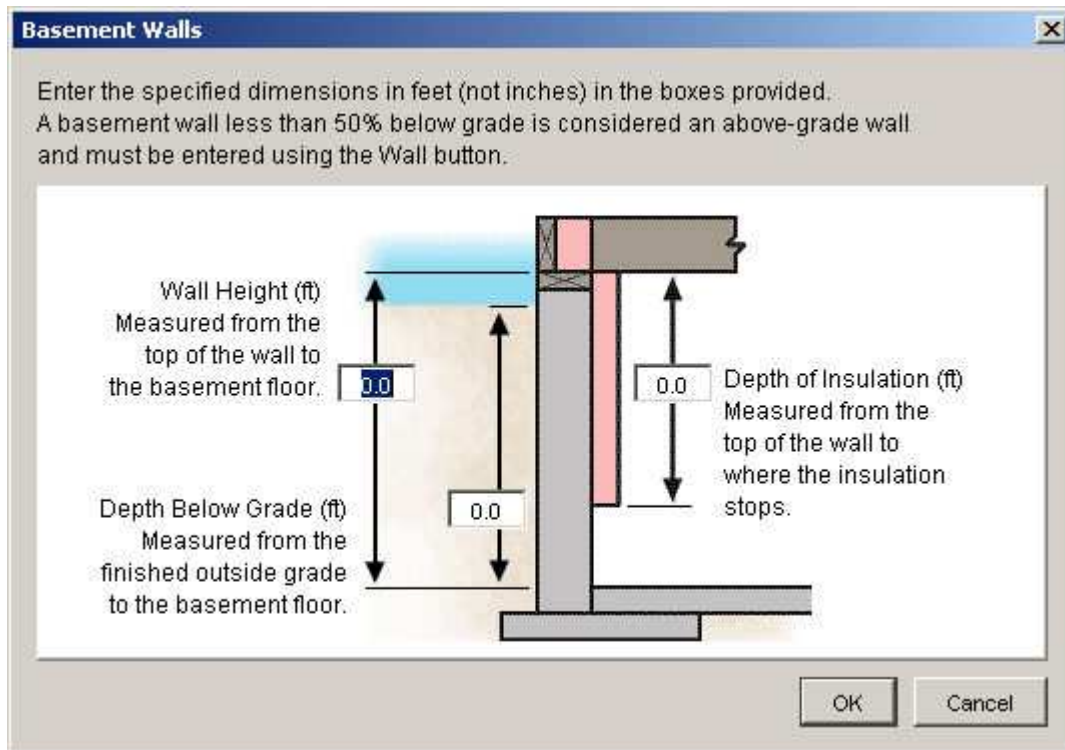 Basement Walls
Enter the specified dimensions in feet (not inches) in the boxes provided.
A basement wall less than 50% below grade is considered an above-grade wall
and must be entered using the Wall button.
Wall Height (ft)
Measured from the
top of the wall to
the basement floor.
0.0
Depth Below Grade (ft)
Measured from the
finished outside grade
to the basement floor.
0.0
0.0
Depth of Insulation (ft)
Measured from the
top of the wall to
where the insulation
stops.
OK
Cancel